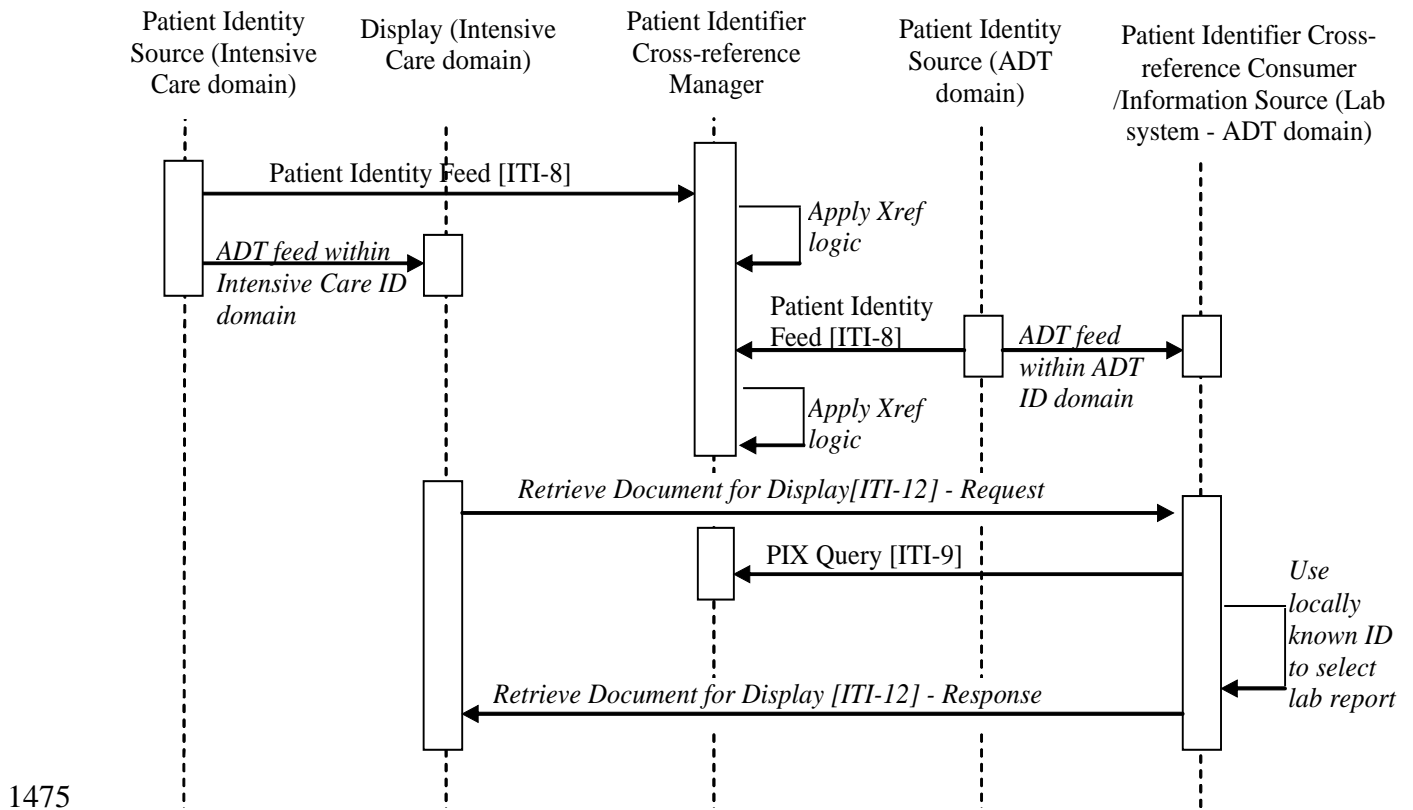 Patient Identity
Source (Intensive
Care domain)
Display (Intensive
Care domain)
Patient Identifier
Cross-reference
Manager
Patient Identity
Source (ADT
domain)
Patient Identifier Cross-
reference Consumer
/Information Source (Lab
system - ADT domain)
Patient Identity Feed [ITI-8]
Apply Xref
logic
ADT feed within
Intensive Care ID
domain
Patient Identity
Feed [ITI-8]
ADT feed
within ADT
ID domain
Apply Xref
logic
Retrieve Document for Display[ITI-12] - Request
PIX Query [ITI-9]
Use
locally
known ID
to select
lab report
Retrieve Document for Display [ITI-12] - Response
1475